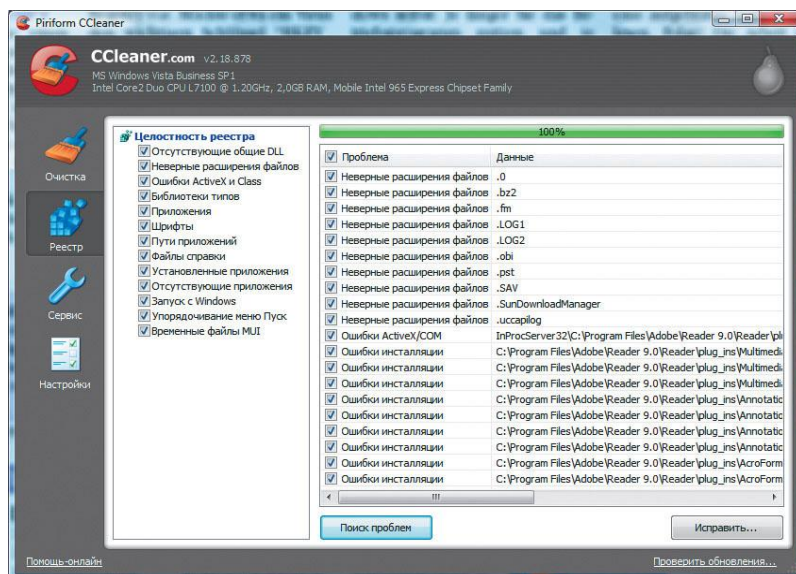 Piriform CCleaner
CCleaner.com v2.18.878
MS Windows Vista Business SP1
Intel Core2 Duo CPU L7100 @ 1.20GHz, 2,0GB RAM, Mobile Intel 965 Express Chipset Family
Очистка
Реестр
Сервис
Настройки
Целостность реестра
Отсутствующие общие DLL
Неверные расширения файлов
Ошибки ActiveX и Class
Библиотеки типов
Приложения
Шрифты
Пути приложений
Файлы справки
Установленные приложения
Отсутствующие приложения
Запуск с Windows
Упорядочивание меню Пуск
Временные файлы MUI
100%
Проблема Данные
Неверные расширения файлов .0
Неверные расширения файлов .bz2
Неверные расширения файлов .fm
Неверные расширения файлов .LOG1
Неверные расширения файлов .LOG2
Неверные расширения файлов .obi
Неверные расширения файлов .pst
Неверные расширения файлов .SAV
Неверные расширения файлов .SunDownloadManager
Неверные расширения файлов .uccapilog
Ошибки ActiveX/COM InProcServer32\C:\Program Files\Adobe\Reader 9.0\Reader\pl
Ошибки инсталляции C:\Program Files\Adobe\Reader 9.0\Reader\plug_ins\Multimedi
Ошибки инсталляции C:\Program Files\Adobe\Reader 9.0\Reader\plug_ins\Multimedi
Ошибки инсталляции C:\Program Files\Adobe\Reader 9.0\Reader\plug_ins\Multimedi
Ошибки инсталляции C:\Program Files\Adobe\Reader 9.0\Reader\plug_ins\Annotatic
Ошибки инсталляции C:\Program Files\Adobe\Reader 9.0\Reader\plug_ins\Annotatic
Ошибки инсталляции C:\Program Files\Adobe\Reader 9.0\Reader\plug_ins\Annotatic
Ошибки инсталляции C:\Program Files\Adobe\Reader 9.0\Reader\plug_ins\Annotatic
Ошибки инсталляции C:\Program Files\Adobe\Reader 9.0\Reader\plug_ins\AcroForm
Ошибки инсталляции C:\Program Files\Adobe\Reader 9.0\Reader\plug_ins\AcroForm
Поиск проблем
Исправить...
Помощь-онлайн
Проверить обновления...